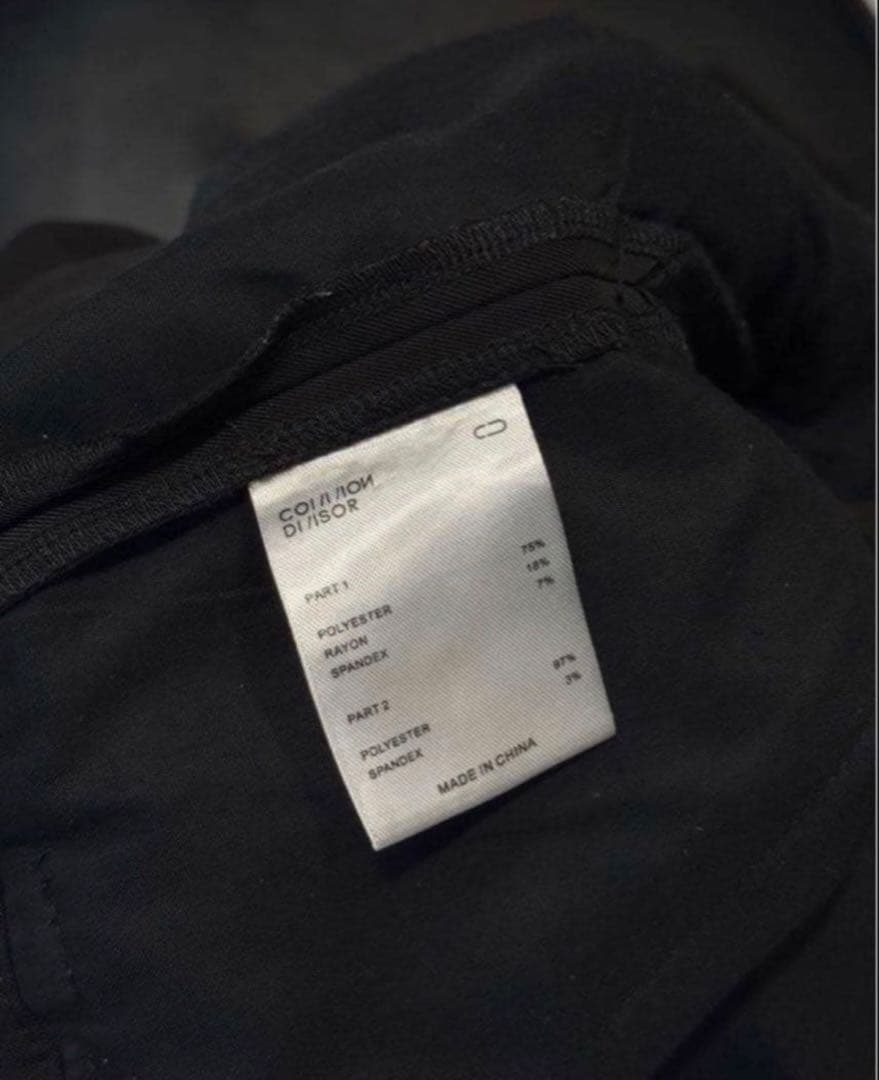 COMMON
DIVISOR
PART 1
POLYESTER 75%
RAYON 18%
SPANDEX 7%
PART 2
POLYESTER 97%
SPANDEX 3%
MADE IN CHINA